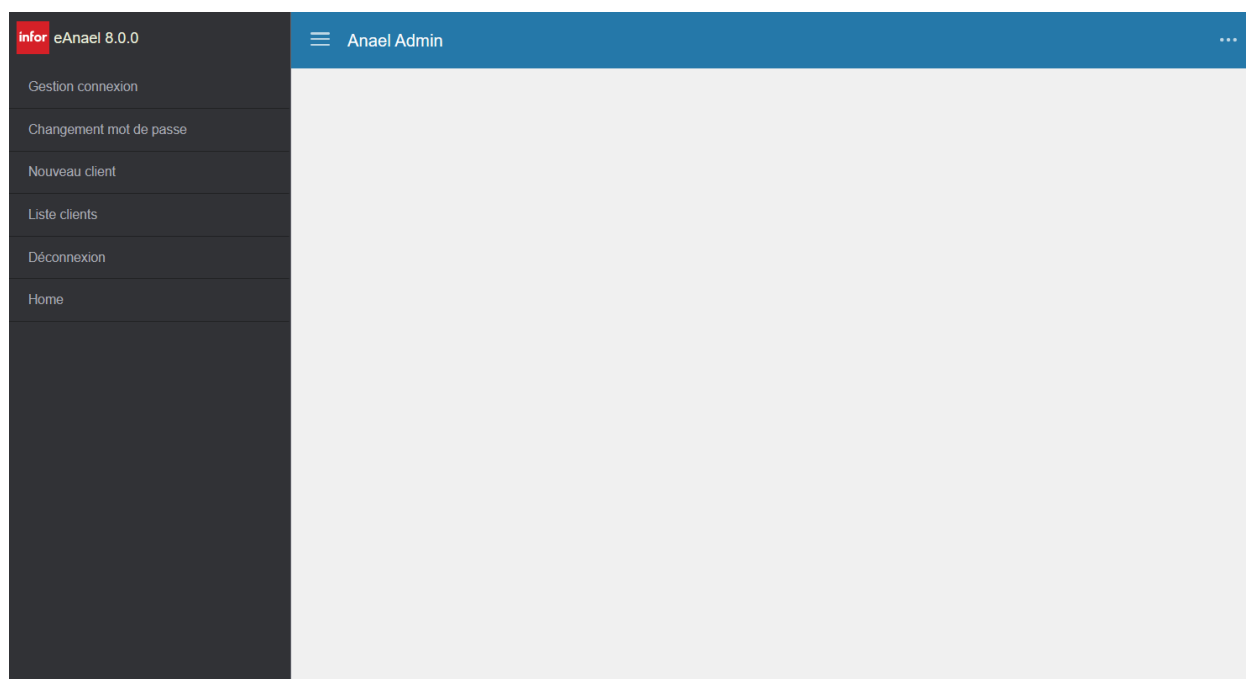 infor eAnael 8.0.0
Anael Admin
Gestion connexion
Changement mot de passe
Nouveau client
Liste clients
Déconnexion
Home